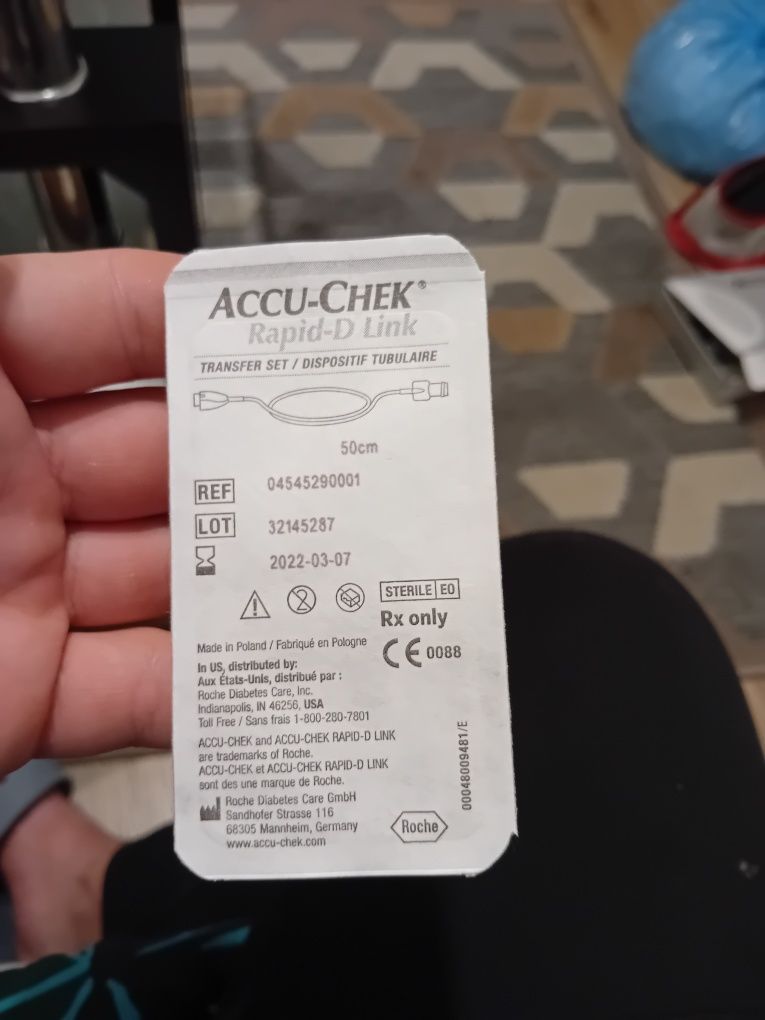 ACCU-CHEK®
Rapid-D Link
TRANSFER SET / DISPOSITIF TUBULAIRE
50cm
REF 04545290001
LOT 32145287
2022-03-07
2
STERILE EO
Rx only
CE 0088
Made in Poland / Fabriqué en Pologne
In US, distributed by:
Aux États-Unis, distribué par :
Roche Diabetes Care, Inc.
Indianapolis, IN 46256, USA
Toll Free / Sans frais 1-800-280-7801
ACCU-CHEK and ACCU-CHEK RAPID-D LINK
are trademarks of Roche.
ACCU-CHEK et ACCU-CHEK RAPID-D LINK
sont des une marque de Roche.
Roche Diabetes Care GmbH
Sandhofer Strasse 116
68305 Mannheim, Germany
www.accu-chek.com
Roche
00048009481/E